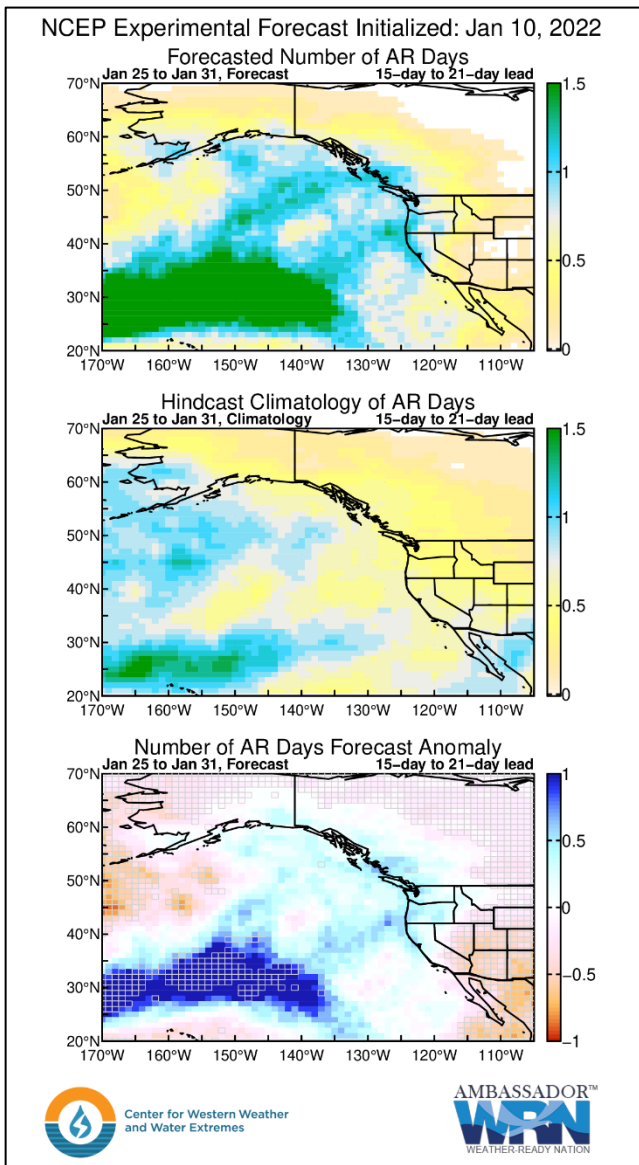 NCEP Experimental Forecast Initialized: Jan 10, 2022
Forecasted Number of AR Days
Jan 25 to Jan 31, Forecast 15-day to 21-day lead
70°N
60°N
50°N
40°N
30°N
20°N
170°W 160°W 150°W 140°W 130°W 120°W 110°W
1.5
1
0.5
0
Hindcast Climatology of AR Days
Jan 25 to Jan 31, Climatology 15-day to 21-day lead
70°N
60°N
50°N
40°N
30°N
20°N
170°W 160°W 150°W 140°W 130°W 120°W 110°W
1.5
1
0.5
0
Number of AR Days Forecast Anomaly
Jan 25 to Jan 31, Forecast 15-day to 21-day lead
70°N
60°N
50°N
40°N
30°N
20°N
170°W 160°W 150°W 140°W 130°W 120°W 110°W
1
0.5
0
−0.5
−1
Center for Western Weather
and Water Extremes
AMBASSADOR™
WRN
WEATHER-READY NATION